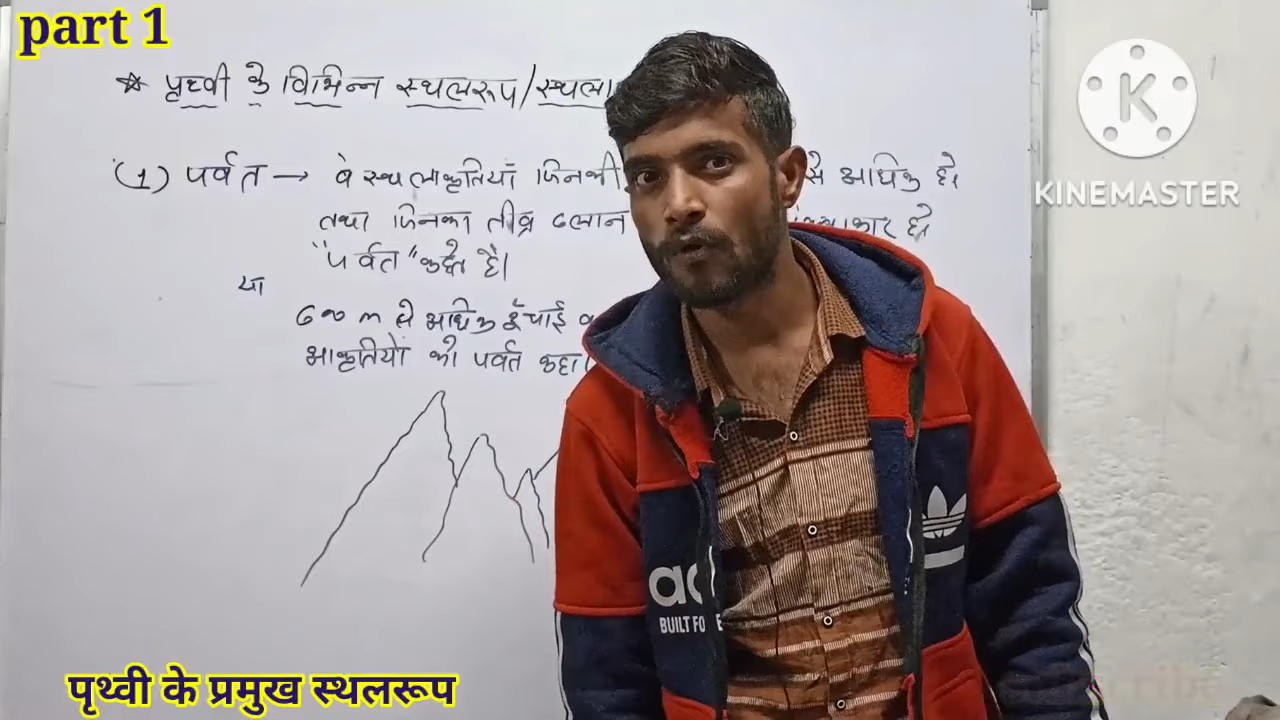 part 1
* पृथ्वी के विभिन्न स्थलरूप/स्थला
KINEMASTER
(1) पर्वत → वे स्थलाकृतियाँ जिनकी से अधिक हो
तथा जिनका तीव्र ढलान हो
"पर्वत" कहते है।
या
600 m से अधिक ऊँचाई
आकृतियों को पर्वत कहा
BUILT FO
पृथ्वी के प्रमुख स्थलरूप